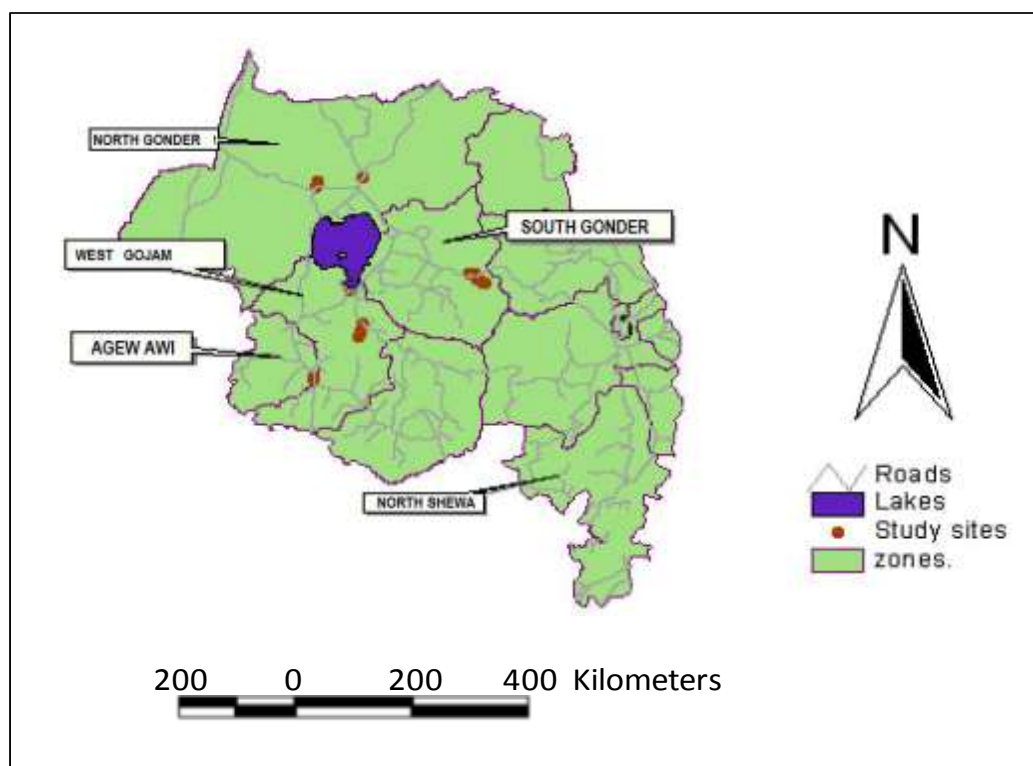 NORTH GONDER
SOUTH GONDER
WEST GOJAM
AGEW AWI
NORTH SHEWA
N
Roads
Lakes
Study sites
zones.
200 0 200 400 Kilometers